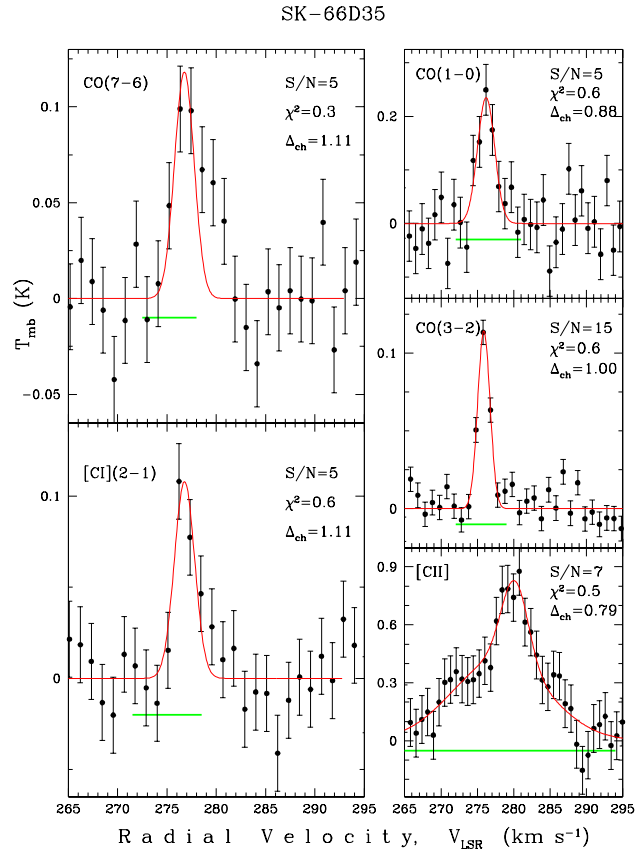 SK-66D35
CO(7-6)
S/N=5
χ²=0.3
Δch=1.11
0.1
0.05
0
-0.05
T mb (K)
[CI](2-1)
S/N=5
χ²=0.6
Δch=1.11
0.1
0
265 270 275 280 285 290 295
CO(1-0)
S/N=5
χ²=0.6
Δch=0.88
0.2
0
CO(3-2)
S/N=15
χ²=0.6
Δch=1.00
0.1
0
[CII]
S/N=7
χ²=0.5
Δch=0.79
0.9
0.6
0.3
0
265 270 275 280 285 290 295
Radial Velocity, V LSR (km s⁻¹)